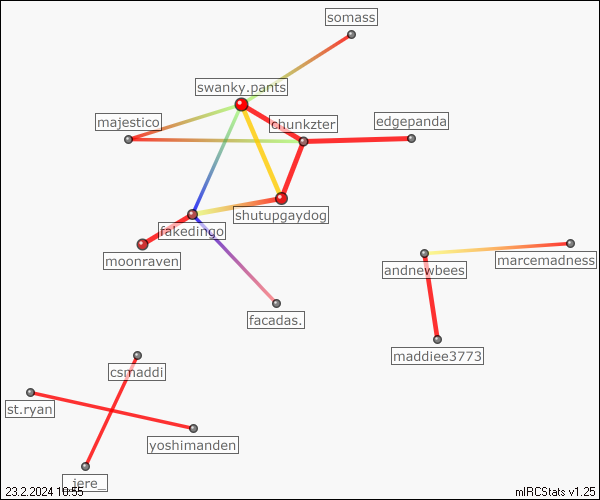 somass
swanky.pants
majestico
chunkzter
edgepanda
shutupgaydog
fakedingo
moonraven
marcemadness
andnewbees
facadas.
maddiee3773
csmaddi
st.ryan
yoshimanden
_jere_
23.2.2024 10:55
mIRCStats v1.25